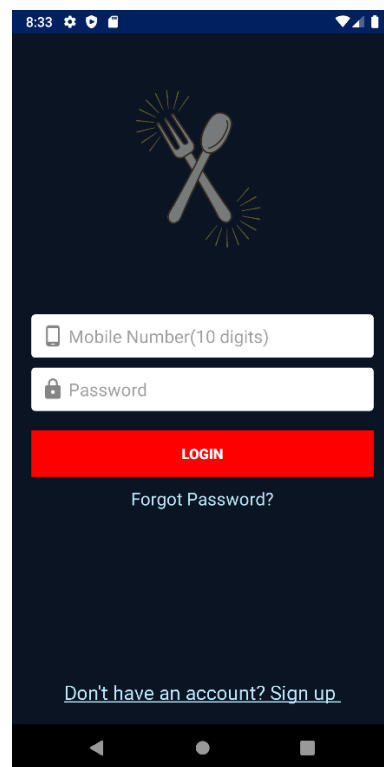 8:33
Mobile Number(10 digits)
Password
LOGIN
Forgot Password?
Don't have an account? Sign up